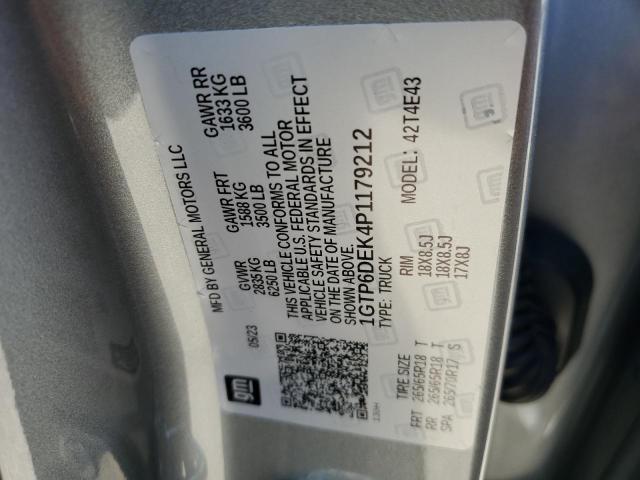 MFD BY GENERAL MOTORS LLC
05/23 GVWR GAWR FRT GAWR RR
2835 KG 1588 KG 1633 KG
6250 LB 3500 LB 3600 LB
THIS VEHICLE CONFORMS TO ALL
APPLICABLE U.S. FEDERAL MOTOR
VEHICLE SAFETY STANDARDS IN EFFECT
ON THE DATE OF MANUFACTURE
SHOWN ABOVE.
1GTP6DEK4P1179212
TYPE: TRUCK MODEL: 42T4E43
TIRE SIZE RIM
FRT 265/65R18 T 18X8.5J
RR 265/65R18 T 18X8.5J
SPA 265/70R17 S 17X8J
gm